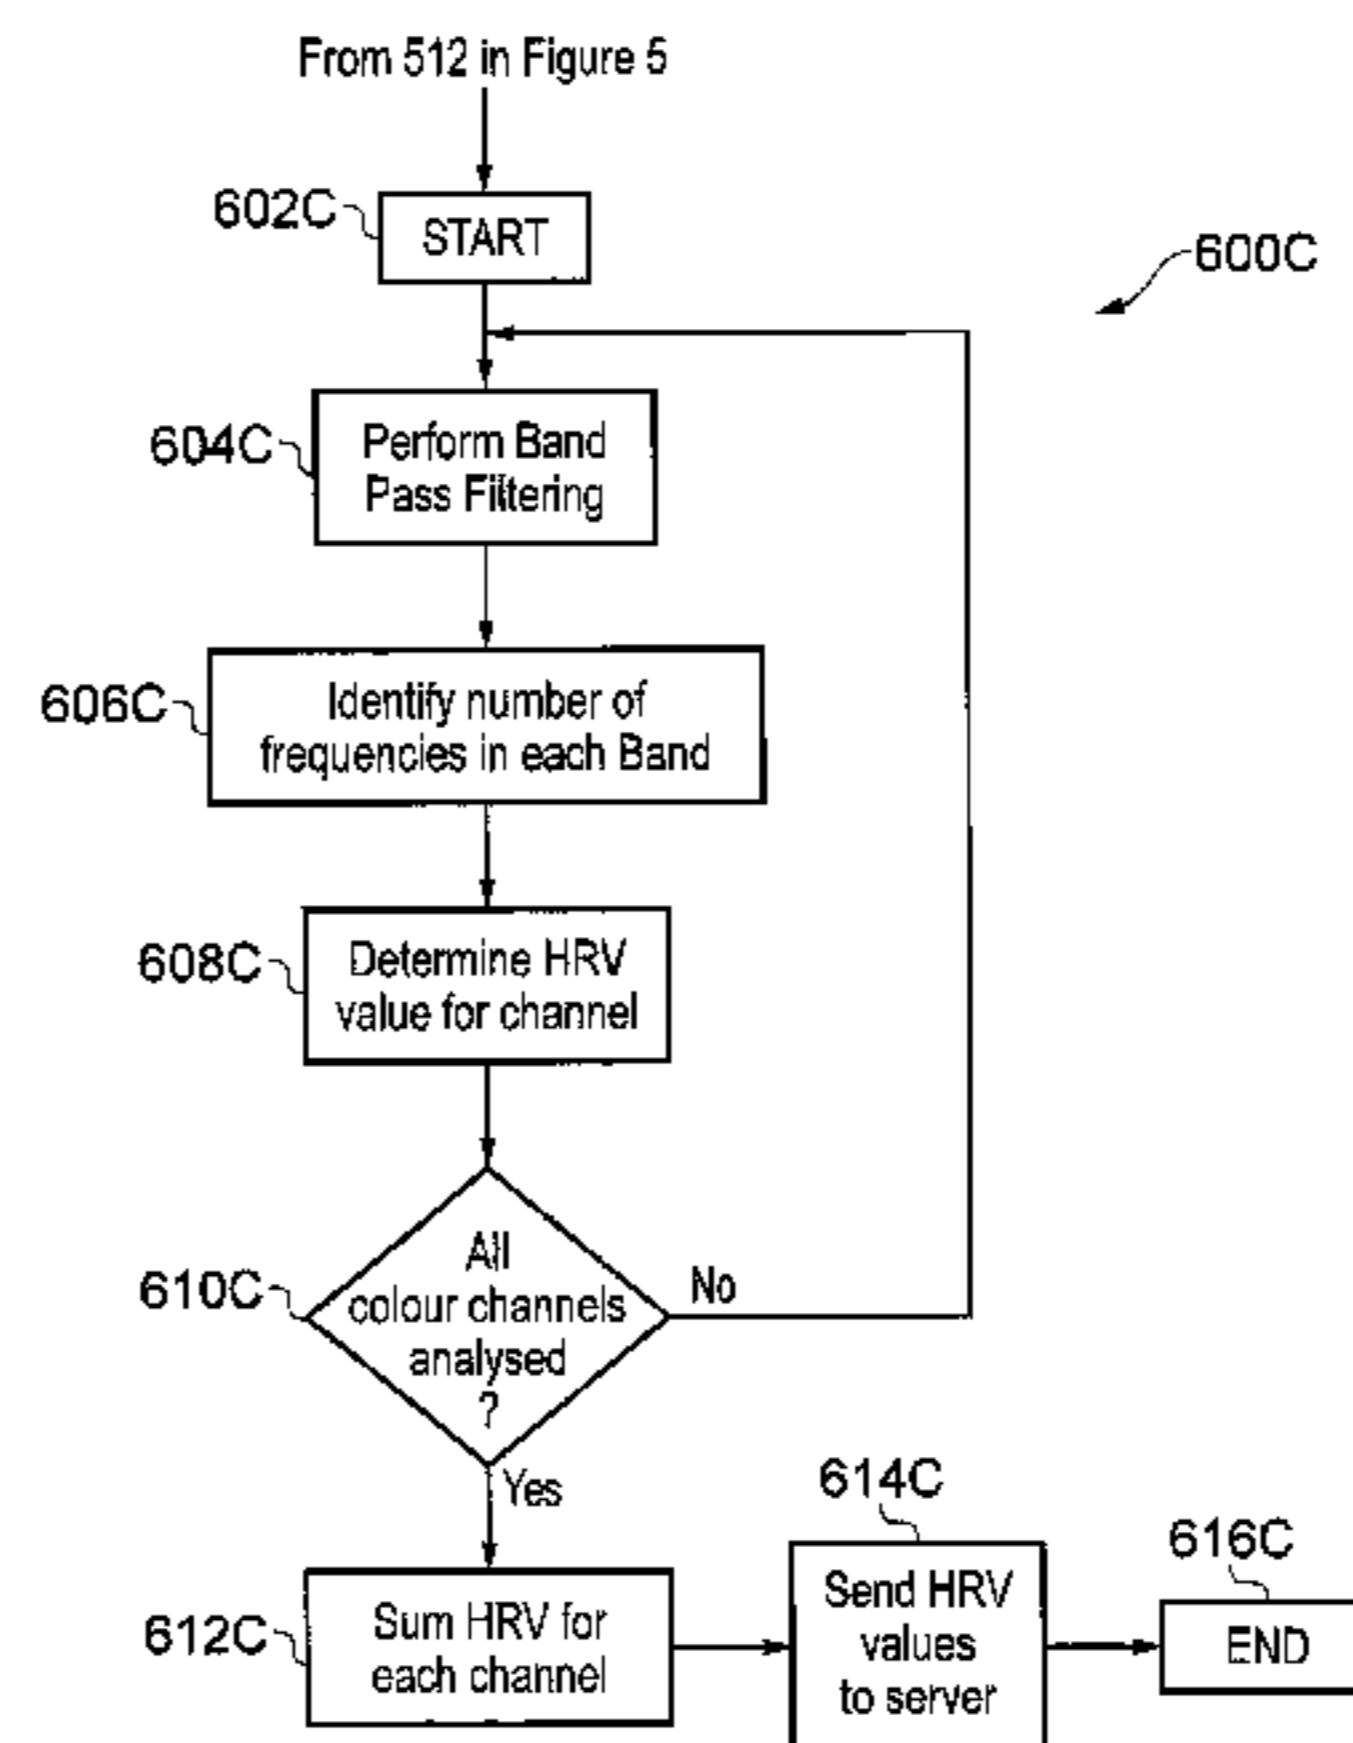 From 512 in Figure 5
602C
START
600C
604C
Perform Band
Pass Filtering
606C
Identify number of
frequencies in each Band
608C
Determine HRV
value for channel
610C
All
colour channels
analysed
?
No
Yes
612C
Sum HRV for
each channel
614C
Send HRV
values
to server
616C
END